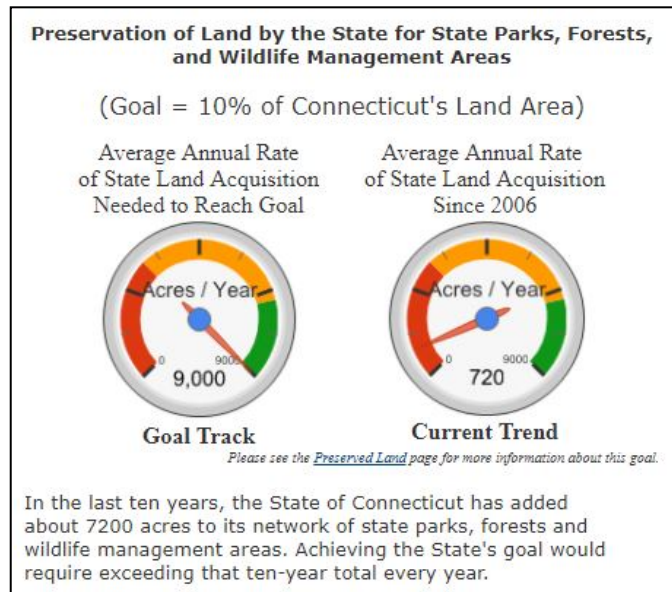 Preservation of Land by the State for State Parks, Forests,
and Wildlife Management Areas
(Goal = 10% of Connecticut's Land Area)
Average Annual Rate
of State Land Acquisition
Needed to Reach Goal
Acres / Year
0 9000
9,000
Goal Track
Average Annual Rate
of State Land Acquisition
Since 2006
Acres / Year
0 9000
720
Current Trend
Please see the Preserved Land page for more information about this goal.
In the last ten years, the State of Connecticut has added
about 7200 acres to its network of state parks, forests and
wildlife management areas. Achieving the State's goal would
require exceeding that ten-year total every year.